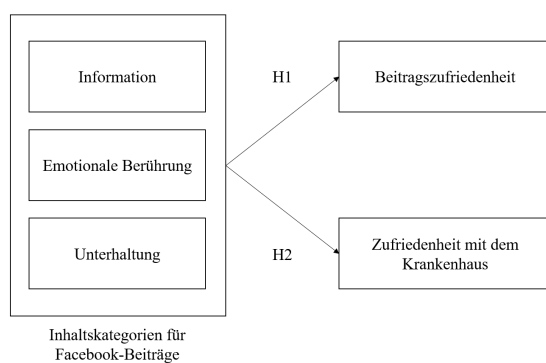 Information
Emotionale Berührung
Unterhaltung
Inhaltskategorien für
Facebook-Beiträge
H1
H2
Beitragszufriedenheit
Zufriedenheit mit dem
Krankenhaus